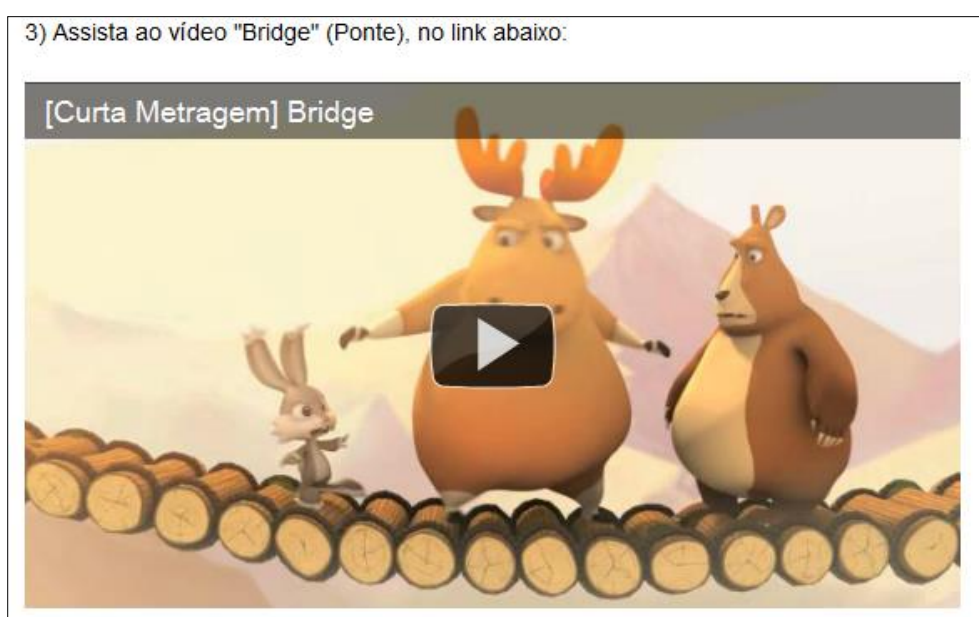 3) Assista ao vídeo "Bridge" (Ponte), no link abaixo:
[Curta Metragem] Bridge